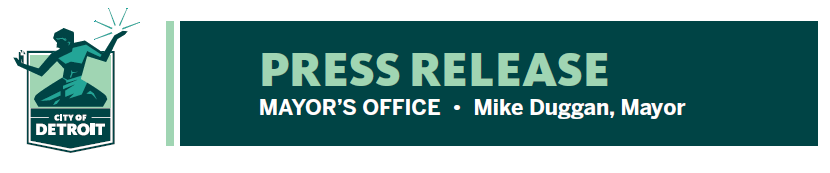 CITY OF
DETROIT
PRESS RELEASE
MAYOR'S OFFICE • Mike Duggan, Mayor